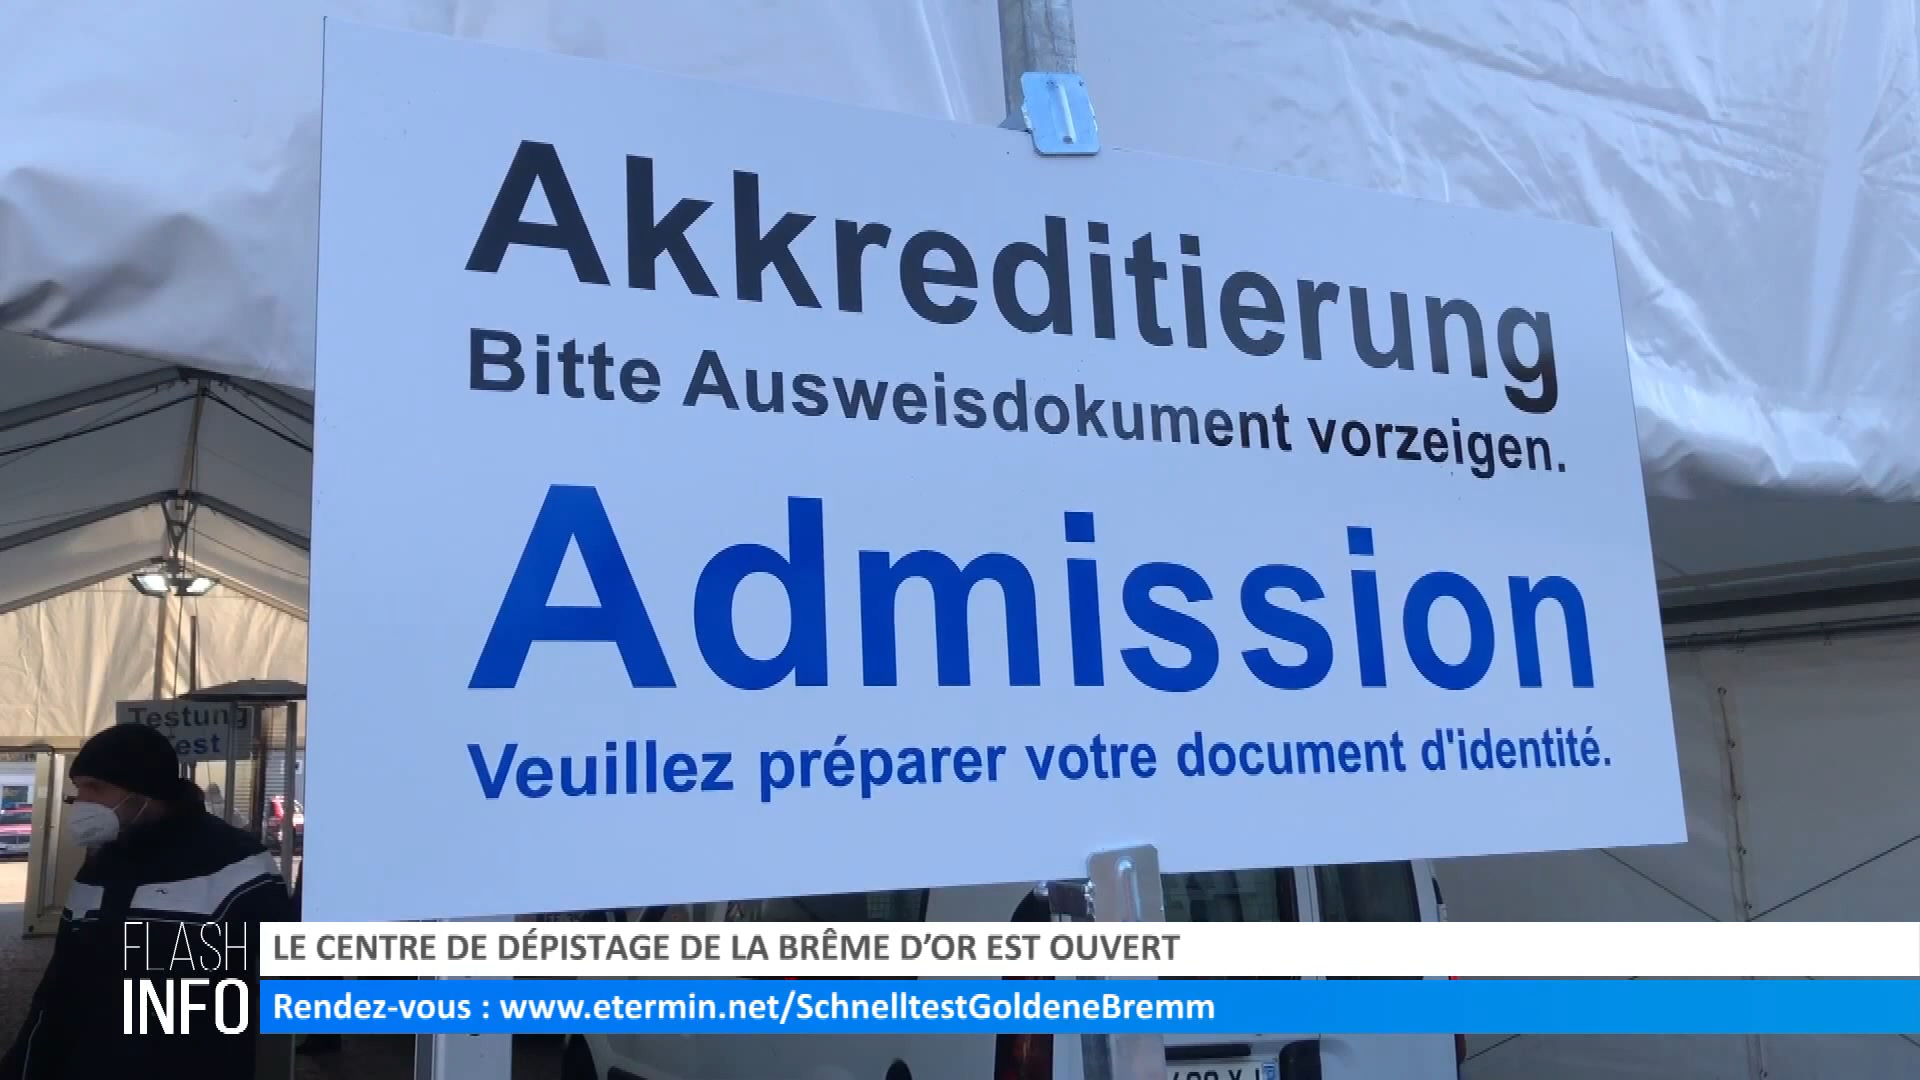 Akkreditierung
Bitte Ausweisdokument vorzeigen.
Admission
Veuillez préparer votre document d'identité.
Testung
Test
FLASH
INFO
LE CENTRE DE DÉPISTAGE DE LA BRÊME D’OR EST OUVERT
Rendez-vous : www.etermin.net/SchnelltestGoldeneBremm